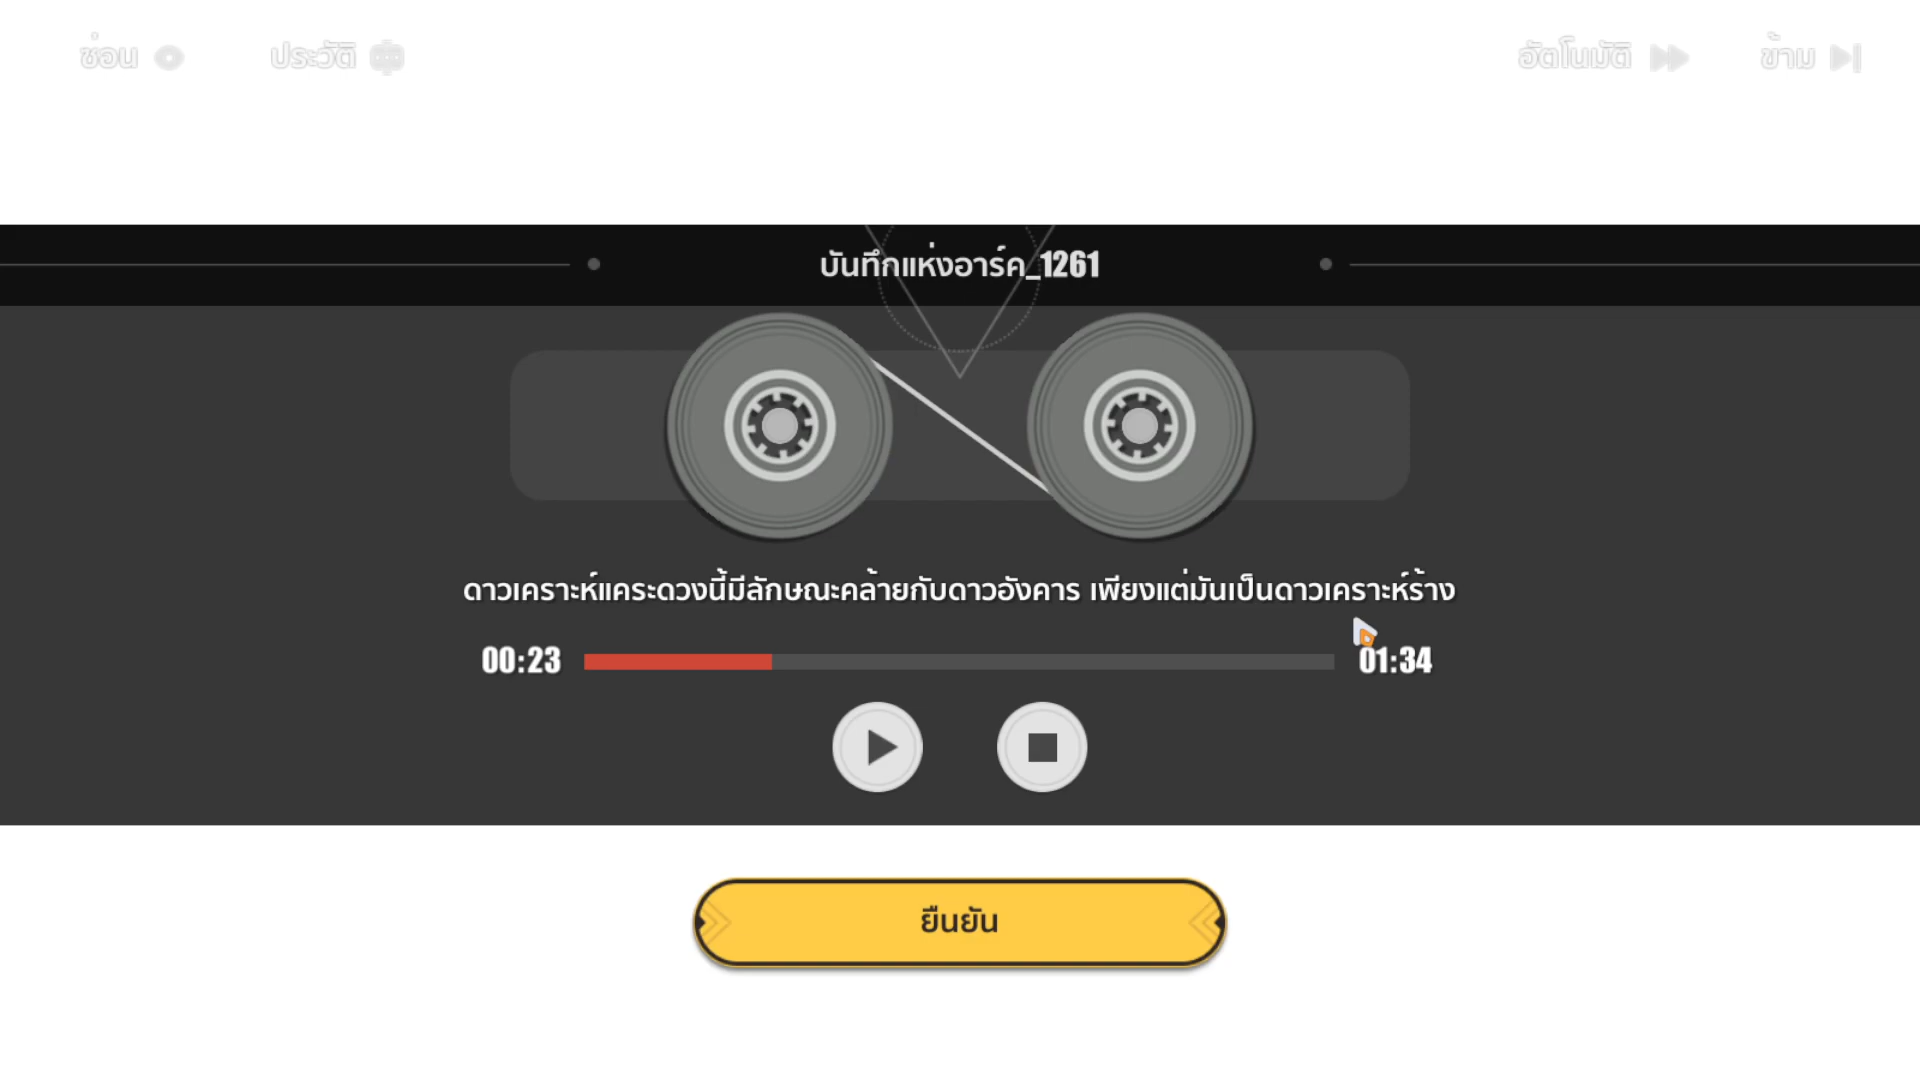 ซ่อน ประวัติ อัตโนมัติ ข้าม
บันทึกแห่งอาร์ค_1261
ดาวเคราะห์แคระดวงนี้มีลักษณะคล้ายกับดาวอังคาร เพียงแต่มันเป็นดาวเคราะห์ร้าง
00:23 01:34
ยืนยัน